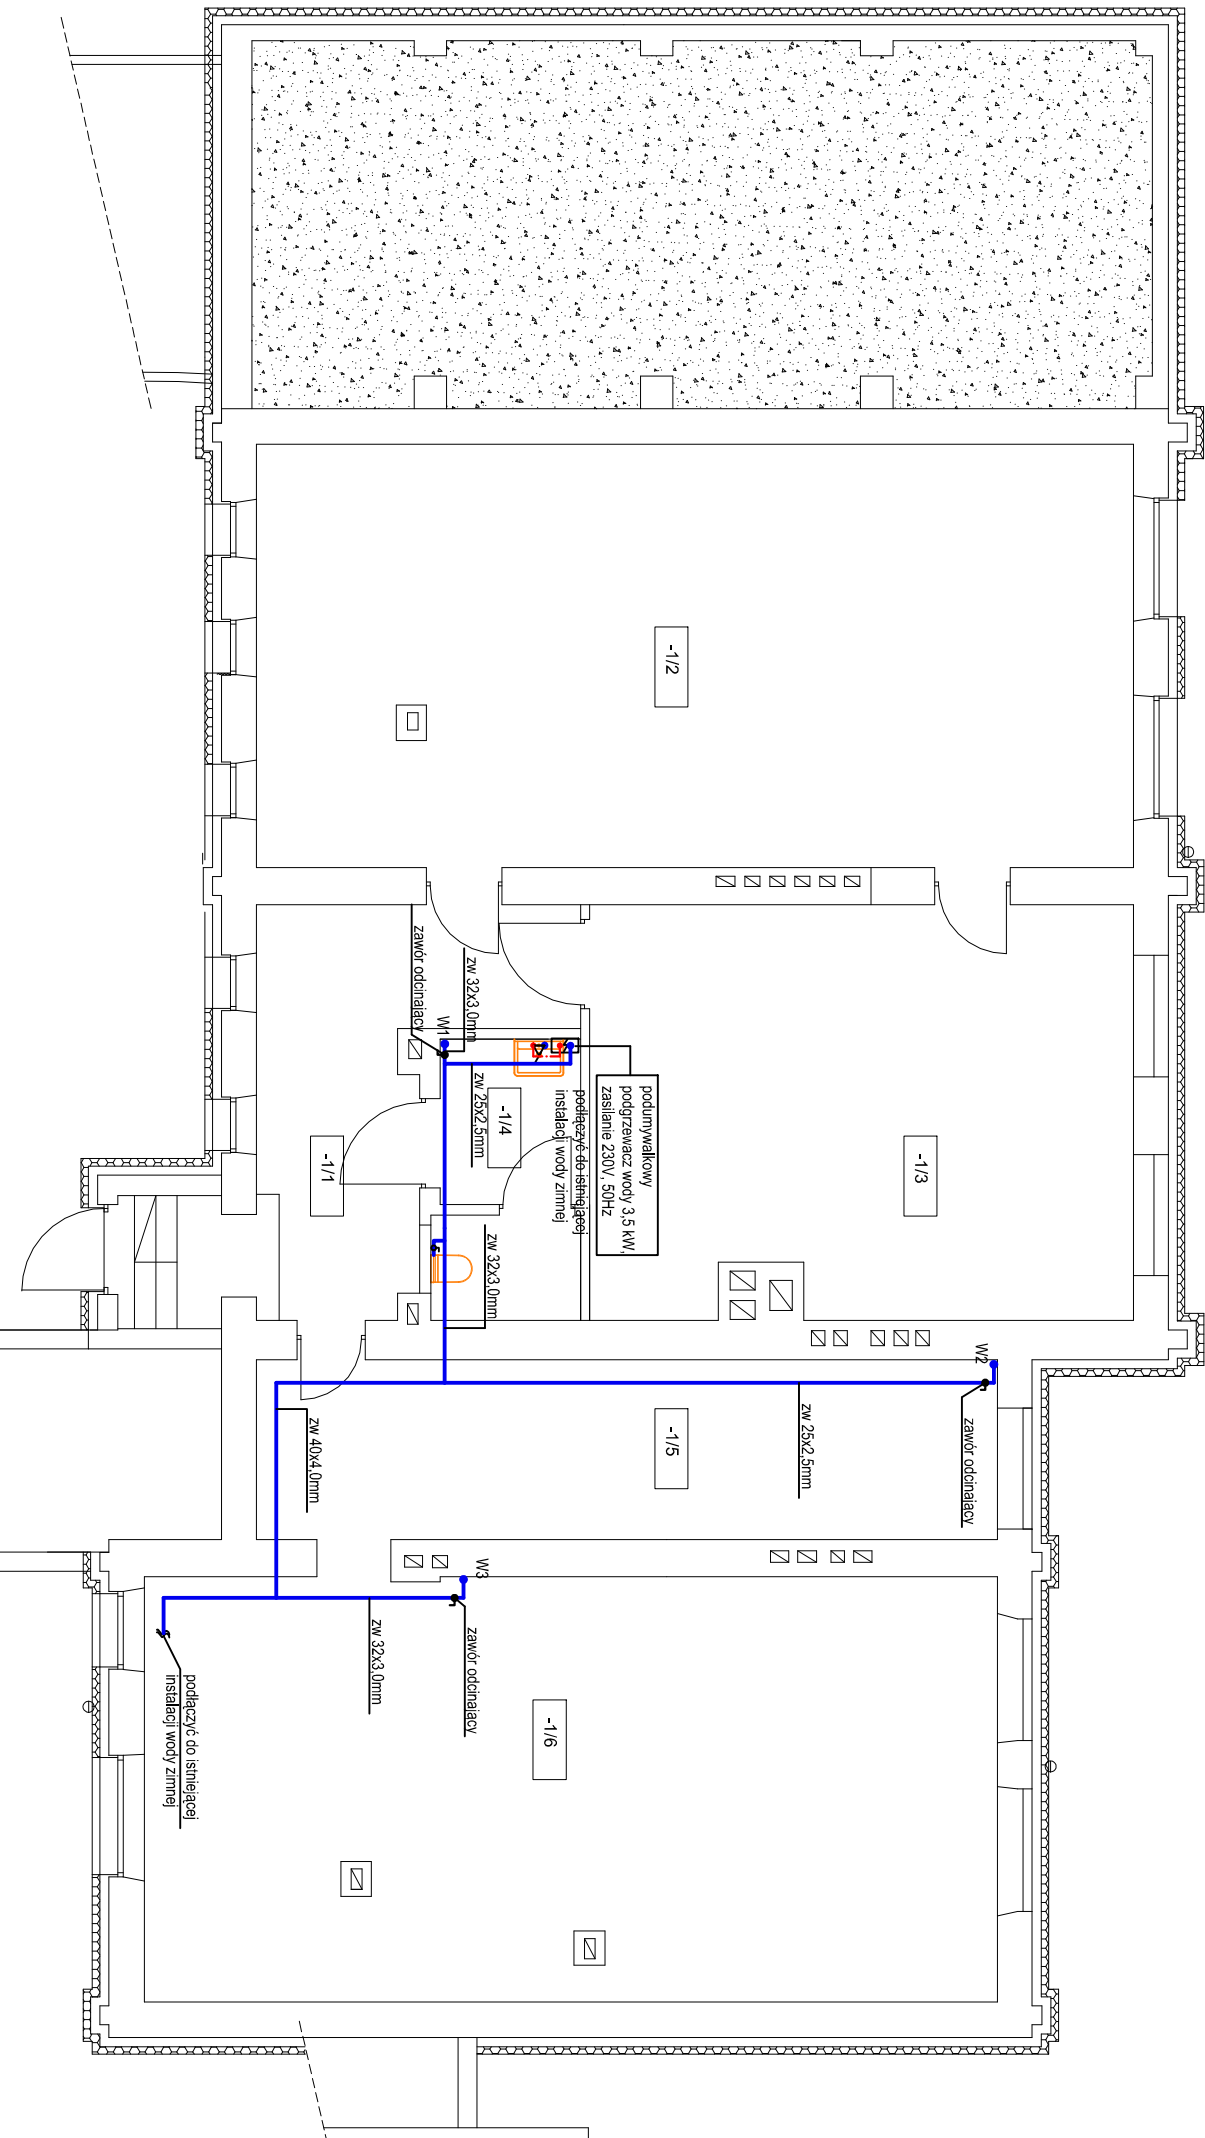 -1/2
zawór odcinający
zw 32x3,0mm
W1
zw 25x2,5mm
-1/4
podłączyć do istniejącej
instalacji wody zimnej
podumywalkowy
podgrzewacz wody 3,5 kW,
zasilanie 230V, 50Hz
-1/3
-1/1
zw 32x3,0mm
W2
zawór odcinający
zw 25x2,5mm
-1/5
zw 40x4,0mm
W3
zawór odcinający
zw 32x3,0mm
podłączyć do istniejącej
instalacji wody zimnej
-1/6